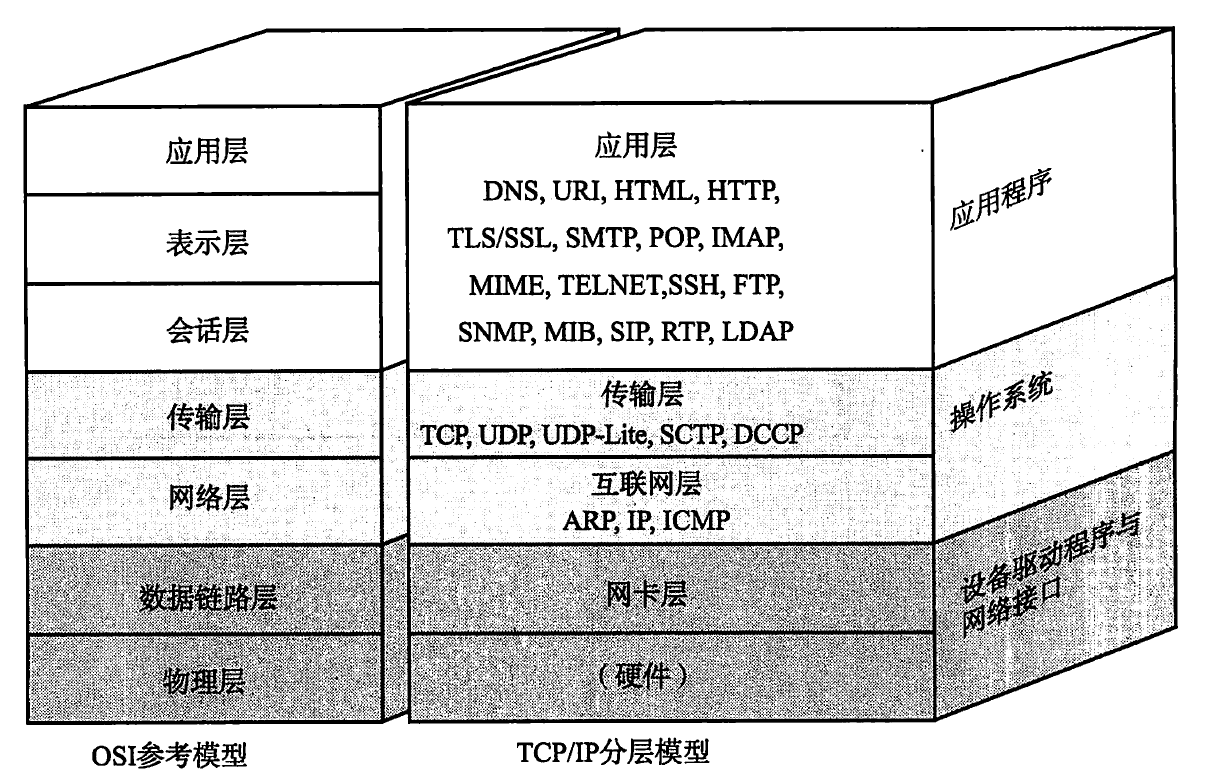 应用层
表示层
会话层
传输层
网络层
数据链路层
物理层
OSI参考模型
应用层
DNS, URI, HTML, HTTP,
TLS/SSL, SMTP, POP, IMAP,
MIME, TELNET,SSH, FTP,
SNMP, MIB, SIP, RTP, LDAP
传输层
TCP, UDP, UDP-Lite, SCTP, DCCP
互联网层
ARP, IP, ICMP
网卡层
（硬件）
TCP/IP分层模型
应用程序
操作系统
设备驱动程序与
网络接口